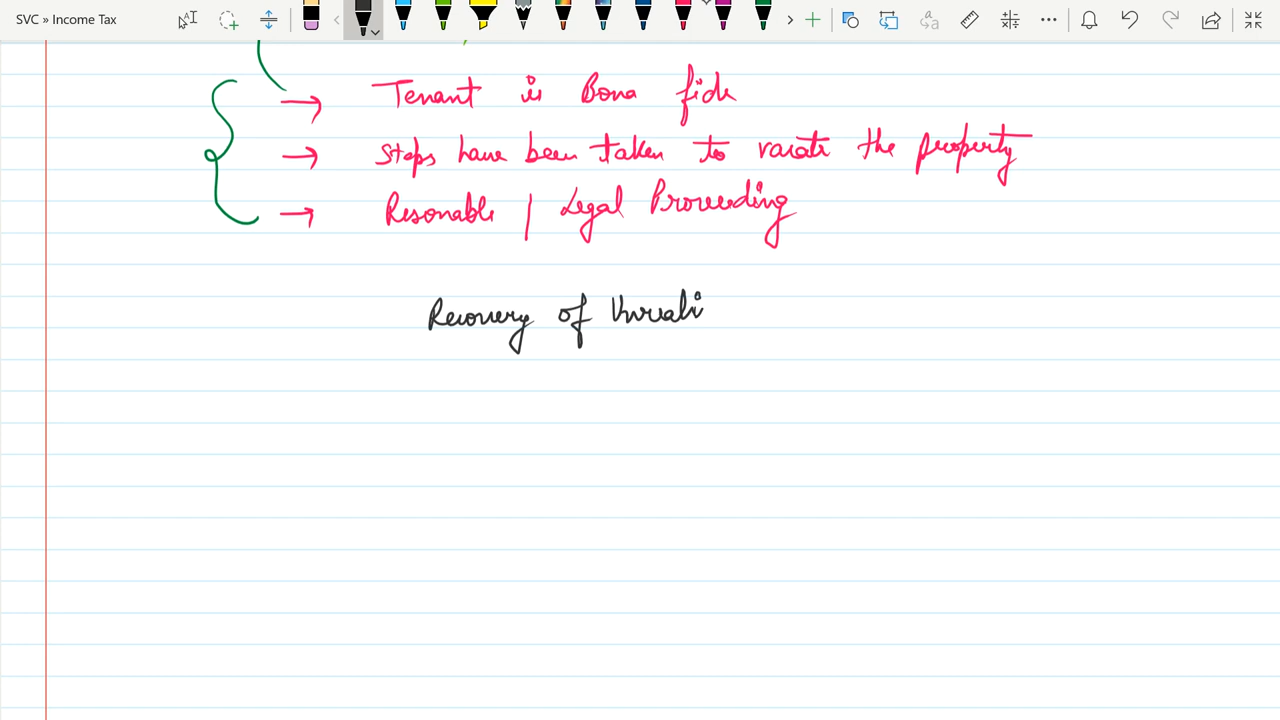 SVC » Income Tax
→ Tenant is Bona fide
→ Steps have been taken to vacate the property
→ Resonable | Legal Proceeding
Recovery of Unreali